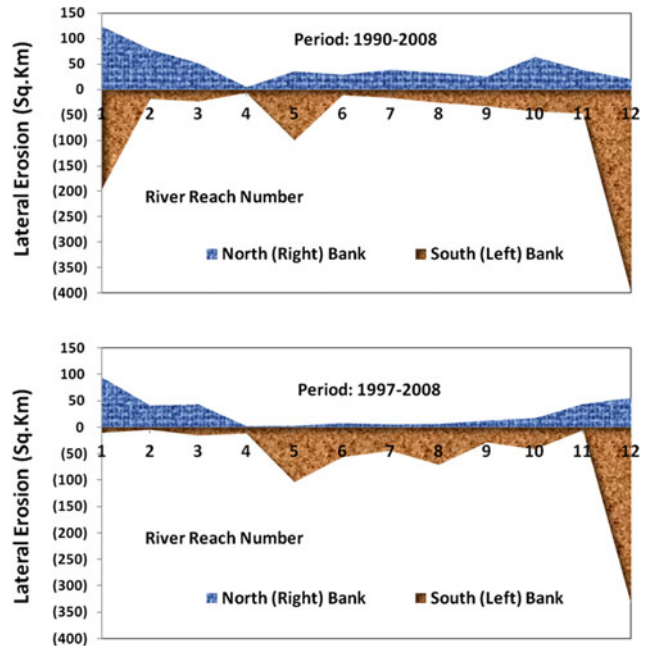 150
Period: 1990-2008
100
50
0
(50)
1 2 3 4 5 6 7 8 9 10 11 12
(100)
(150)
(200)
River Reach Number
(250)
(300)
North (Right) Bank South (Left) Bank
(350)
(400)
Lateral Erosion (Sq.Km)
150
100
Period: 1997-2008
50
0
1 2 3 4 5 6 7 8 9 10 11 12
(50)
(100)
(150)
(200)
River Reach Number
(250)
(300)
North (Right) Bank South (Left) Bank
(350)
(400)
Lateral Erosion (Sq.Km)